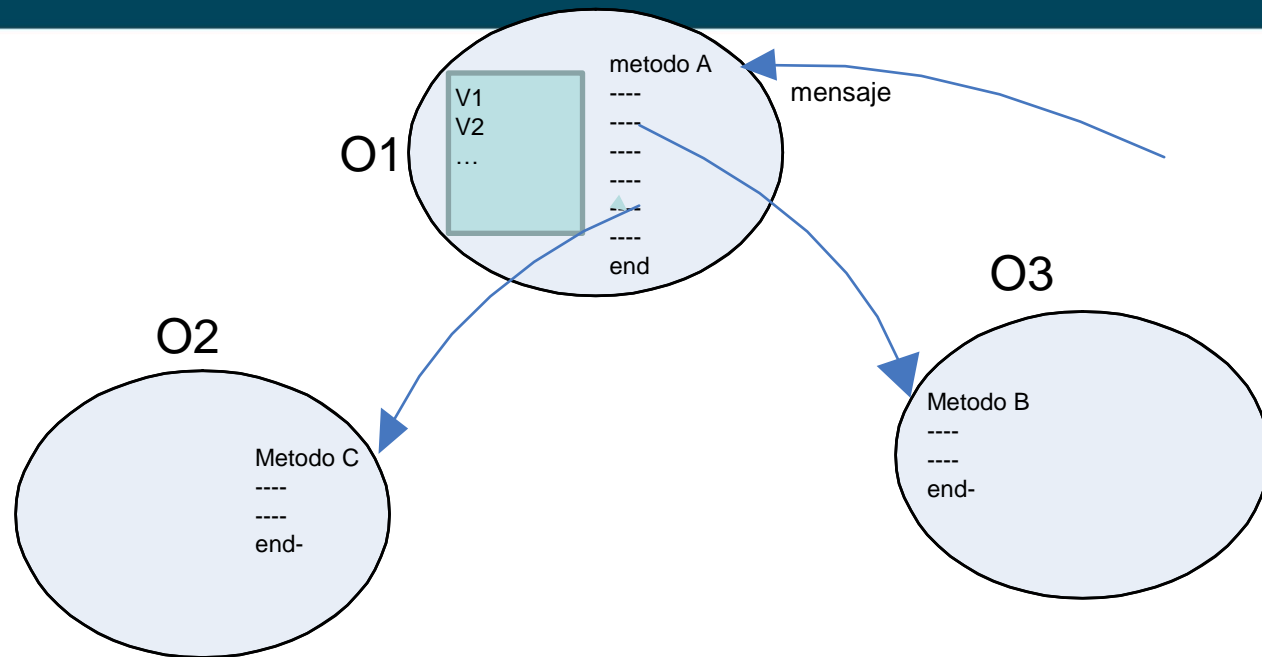 O1
V1
V2
…
metodo A
----
----
----
----
----
----
end
mensaje
O2
Metodo C
----
----
end-
O3
Metodo B
----
----
end-